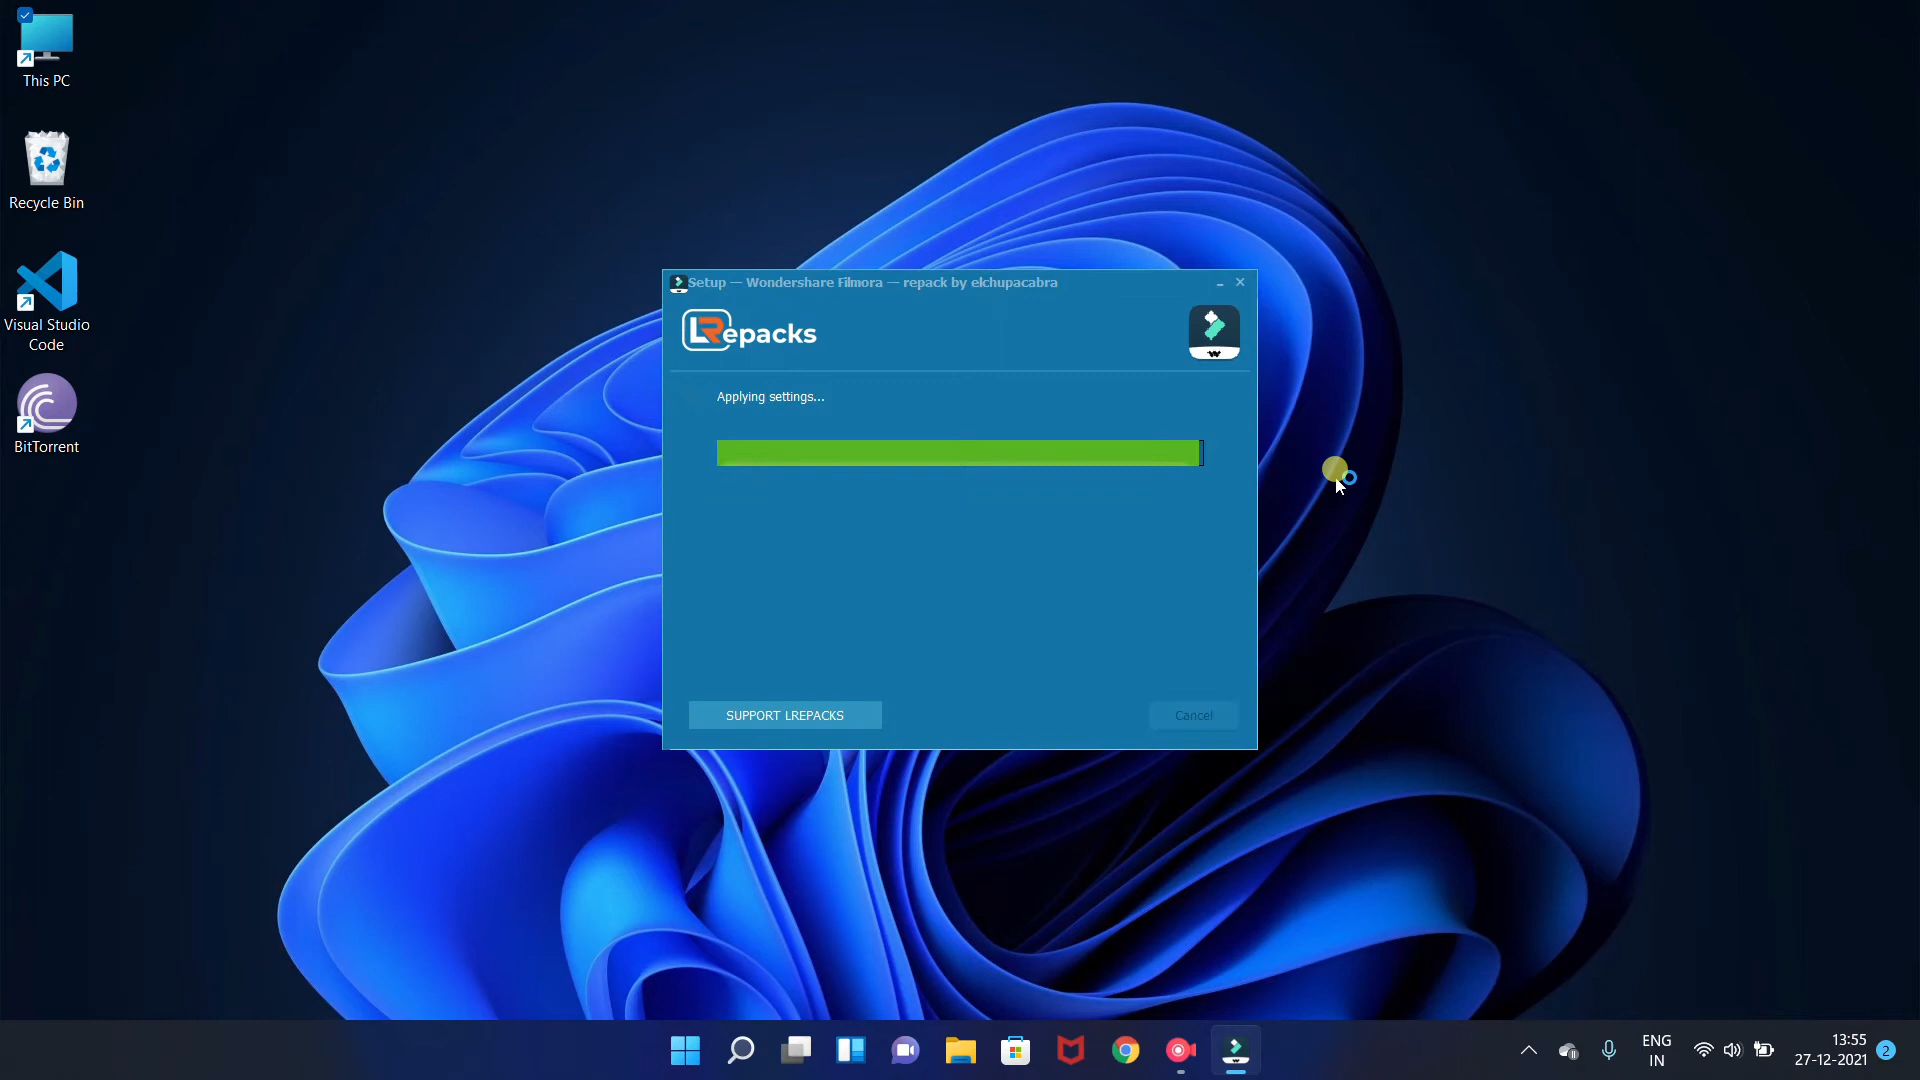 This PC
Recycle Bin
Visual Studio
Code
BitTorrent
Setup — Wondershare Filmora — repack by elchupacabra
LRepacks
Applying settings...
SUPPORT LREPACKS
Cancel
ENG
IN
13:55
27-12-2021
2